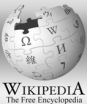 Ω W И
WIKIPEDIA
The Free Encyclopedia